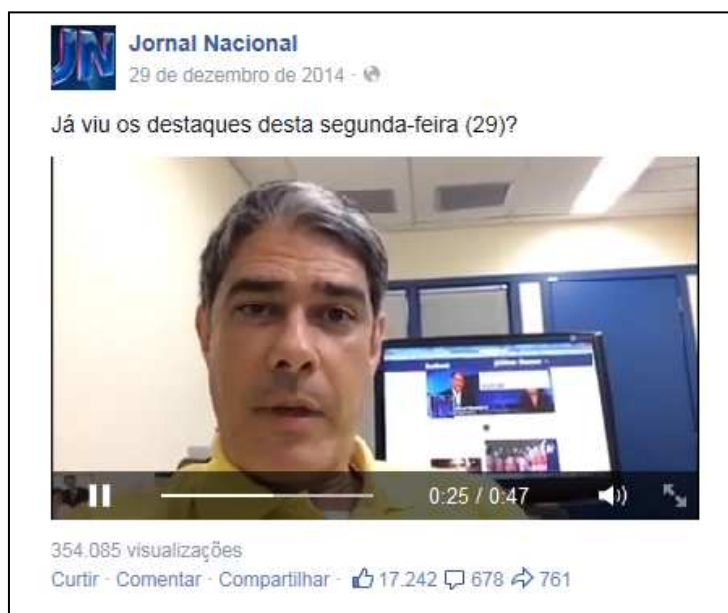 JN
Jornal Nacional
29 de dezembro de 2014 ·
Já viu os destaques desta segunda-feira (29)?
0:25 / 0:47
354.085 visualizações
Curtir · Comentar · Compartilhar · 17.242 678 761